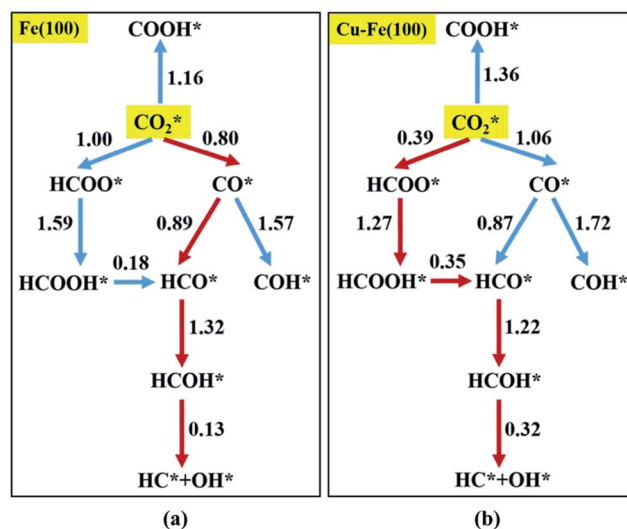 Fe(100)
COOH*
1.16
CO₂*
1.00
0.80
HCOO*
CO*
1.59
0.89
1.57
HCOOH*
0.18
HCO*
COH*
1.32
HCOH*
0.13
HC*+OH*
(a)
Cu-Fe(100)
COOH*
1.36
CO₂*
0.39
1.06
HCOO*
CO*
1.27
0.87
1.72
HCOOH*
0.35
HCO*
COH*
1.22
HCOH*
0.32
HC*+OH*
(b)